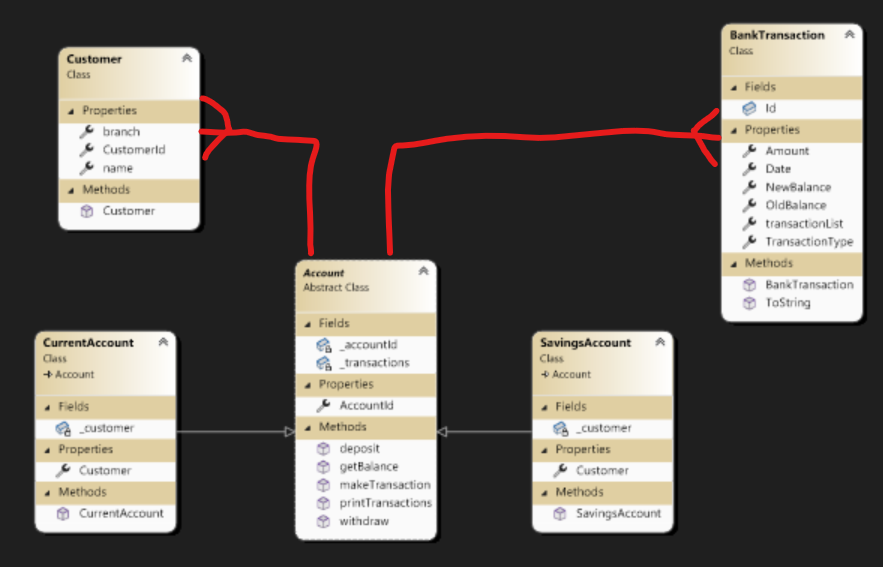 Customer
Class
Properties
branch
CustomerId
name
Methods
Customer
BankTransaction
Class
Fields
Id
Properties
Amount
Date
NewBalance
OldBalance
transactionList
TransactionType
Methods
BankTransaction
ToString
Account
Abstract Class
Fields
_accountId
_transactions
Properties
AccountId
Methods
deposit
getBalance
makeTransaction
printTransactions
withdraw
CurrentAccount
Class
Account
Fields
_customer
Properties
Customer
Methods
CurrentAccount
SavingsAccount
Class
Account
Fields
_customer
Properties
Customer
Methods
SavingsAccount